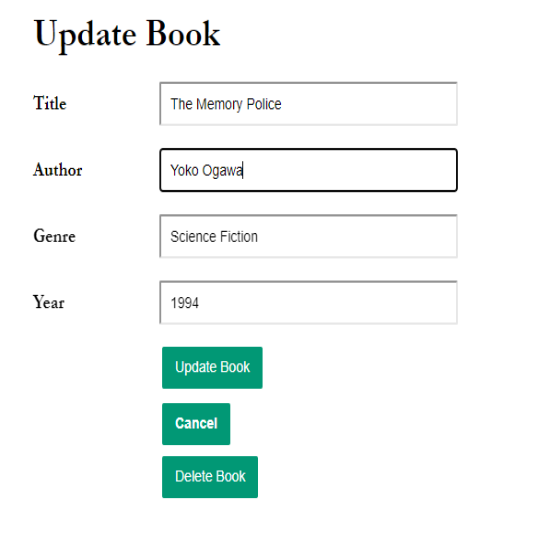 Update Book
Title The Memory Police
Author Yoko Ogawa
Genre Science Fiction
Year 1994
Update Book
Cancel
Delete Book